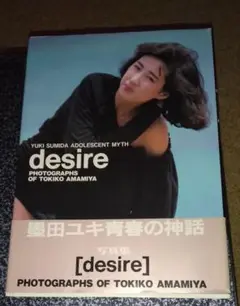 YUKI SUMIDA ADOLESCENT MYTH
desire
PHOTOGRAPHS
OF TOKIKO AMAMIYA
墨田ユキ青春の神話
写真集
[desire]
PHOTOGRAPHS OF TOKIKO AMAMIYA